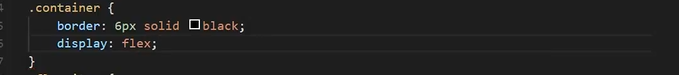 .container {
border: 6px solid black;
display: flex;
}